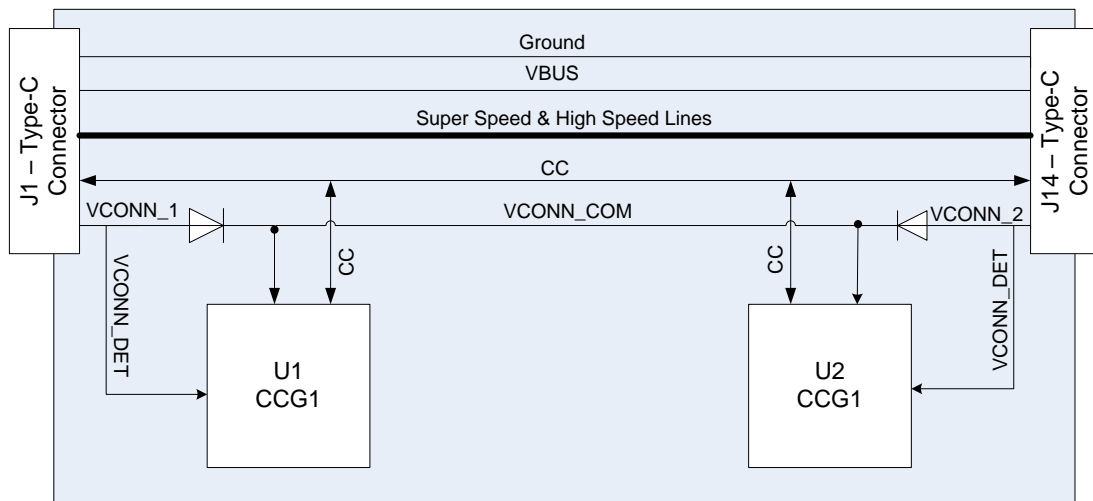 Ground
VBUS
Super Speed & High Speed Lines
CC
J1 – Type-C
Connector
J14 – Type-C
Connector
VCONN_1
VCONN_COM
VCONN_2
VCONN_DET
CC
CC
VCONN_DET
U1
CCG1
U2
CCG1